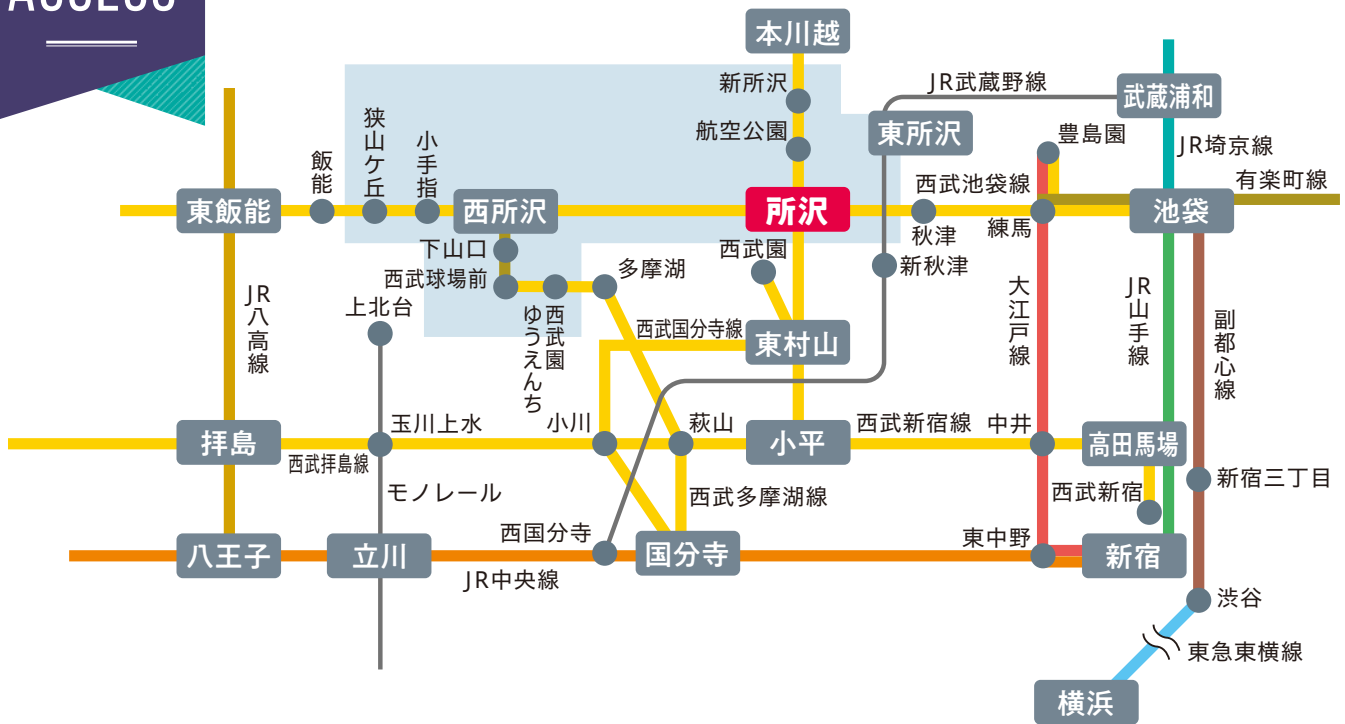 ACCESS
本川越
新所沢
航空公園
JR武蔵野線
武蔵浦和
東所沢
豊島園
JR埼京線
狭山ケ丘
小手指
飯能
西武池袋線
有楽町線
東飯能
西所沢
所沢
池袋
秋津
練馬
下山口
西武園
新秋津
西武球場前
多摩湖
西武園
ゆうえんち
JR八高線
上北台
西武国分寺線
東村山
大江戸線
JR山手線
副都心線
拝島
玉川上水
小川
萩山
小平
西武新宿線
中井
高田馬場
西武拝島線
モノレール
西武多摩湖線
西武新宿
新宿三丁目
八王子
立川
西国分寺
国分寺
東中野
新宿
JR中央線
渋谷
東急東横線
横浜